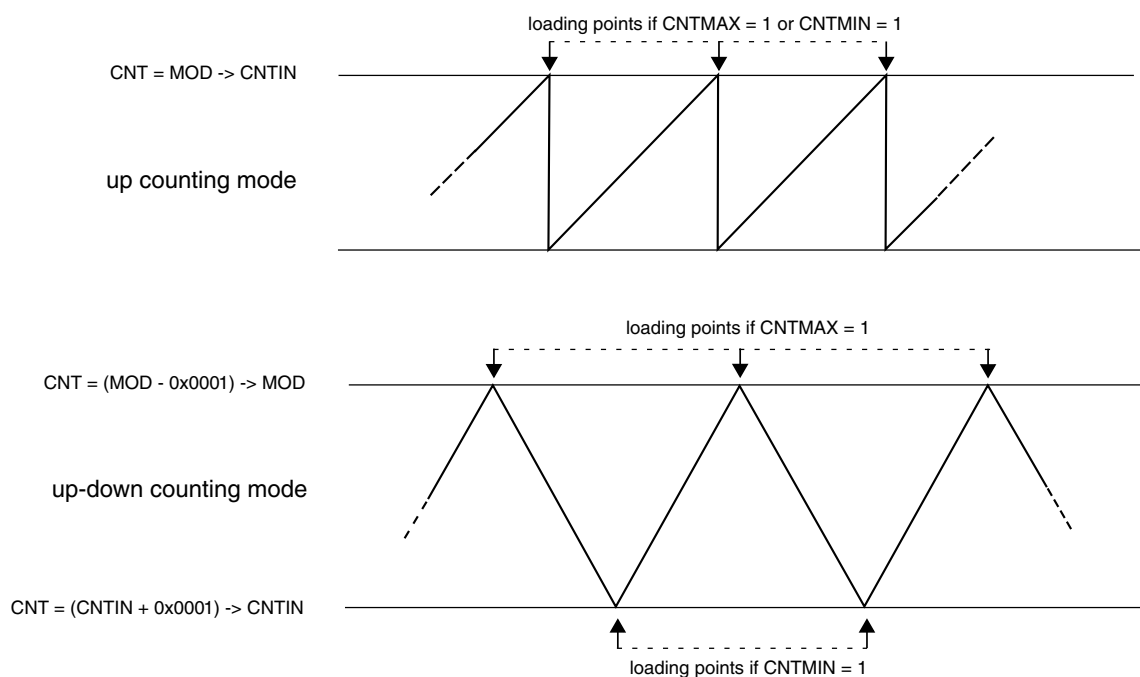 loading points if CNTMAX = 1 or CNTMIN = 1
CNT = MOD -> CNTIN
up counting mode
loading points if CNTMAX = 1
CNT = (MOD - 0x0001) -> MOD
up-down counting mode
CNT = (CNTIN + 0x0001) -> CNTIN
loading points if CNTMIN = 1